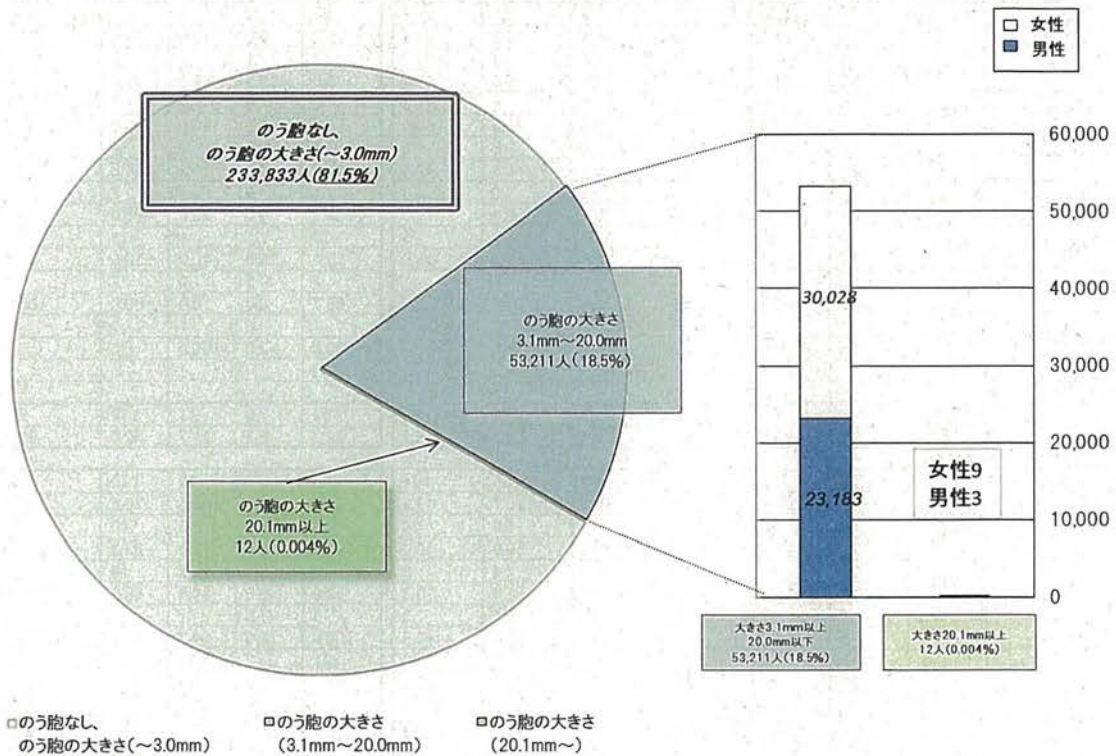 女性
男性
のう胞なし、
のう胞の大きさ(～3.0mm)
233,833人(81.5%)
のう胞の大きさ
3.1mm～20.0mm
53,211人(18.5%)
のう胞の大きさ
20.1mm以上
12人(0.004%)
60,000
50,000
40,000
30,000
20,000
10,000
0
30,028
23,183
女性9
男性3
大きさ3.1mm以上
20.0mm以下
53,211人(18.5%)
大きさ20.1mm以上
12人(0.004%)
のう胞なし、
のう胞の大きさ(～3.0mm)
のう胞の大きさ
(3.1mm～20.0mm)
のう胞の大きさ
(20.1mm～)